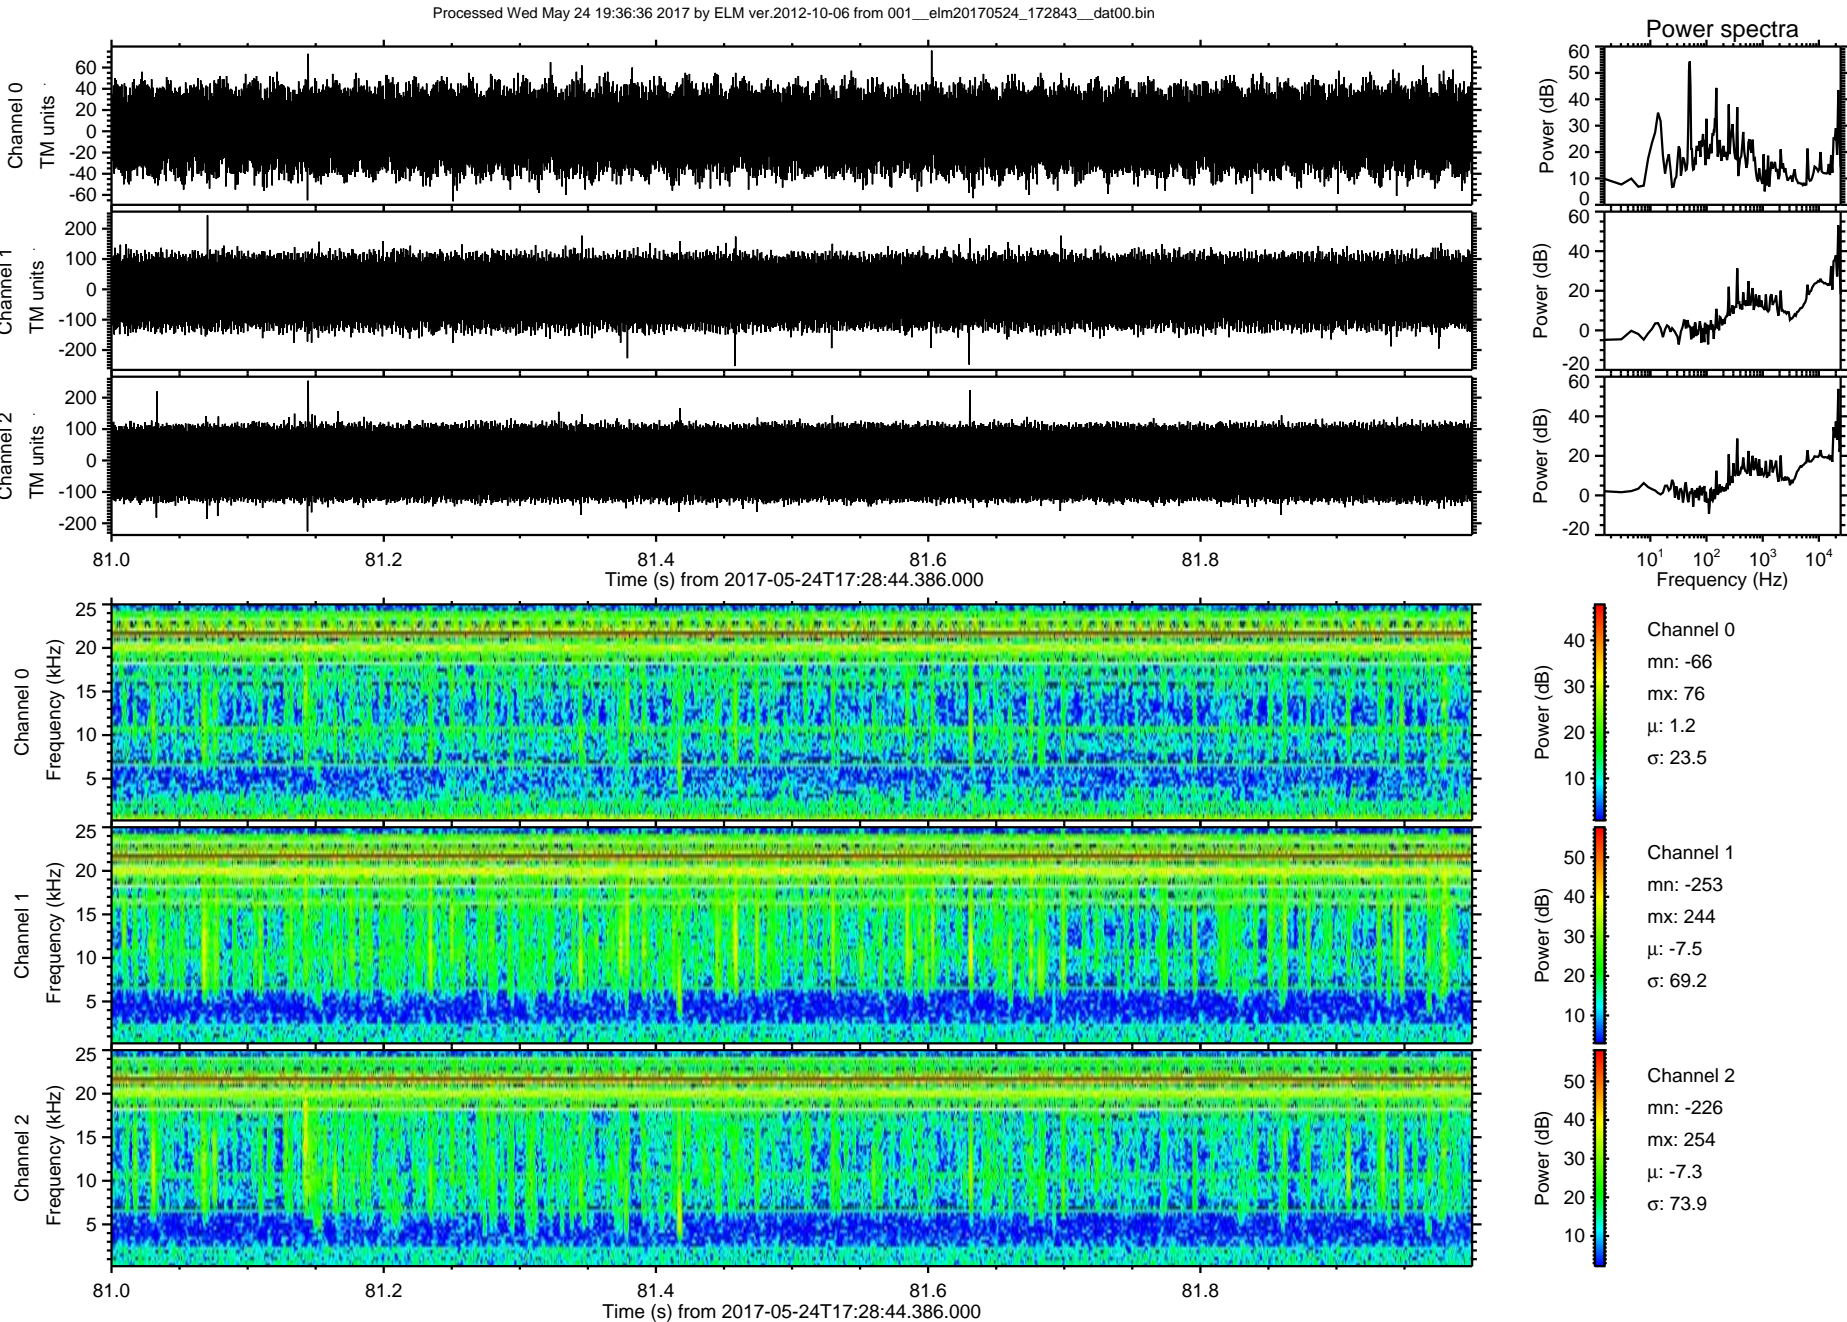 Processed Wed May 24 19:36:36 2017 by ELM ver.2012-10-06 from 001__elm20170524_172843__dat00.bin
Power spectra
Channel 0
TM units
60
40
20
0
-20
-40
-60
Power (dB)
60
50
40
30
20
10
0
Channel 1
TM units
200
100
0
-100
-200
Power (dB)
60
40
20
0
-20
Channel 2
TM units
200
100
0
-100
-200
Power (dB)
60
40
20
0
-20
81.0 81.2 81.4 81.6 81.8
Time (s) from 2017-05-24T17:28:44.386.000
10^1 10^2 10^3 10^4
Frequency (Hz)
Channel 0
Frequency (kHz)
25
20
15
10
5
Power (dB)
40
30
20
10
Channel 0
mn: -66
mx: 76
μ: 1.2
σ: 23.5
Channel 1
Frequency (kHz)
25
20
15
10
5
Power (dB)
50
40
30
20
10
Channel 1
mn: -253
mx: 244
μ: -7.5
σ: 69.2
Channel 2
Frequency (kHz)
25
20
15
10
5
Power (dB)
50
40
30
20
10
Channel 2
mn: -226
mx: 254
μ: -7.3
σ: 73.9
81.0 81.2 81.4 81.6 81.8
Time (s) from 2017-05-24T17:28:44.386.000